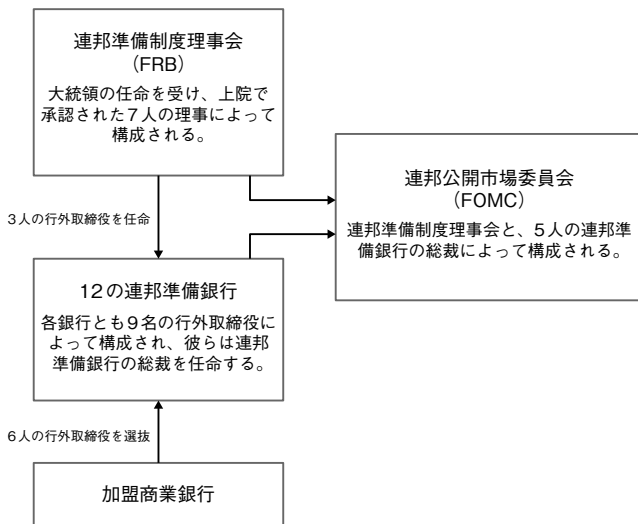 連邦準備制度理事会
(FRB)
大統領の任命を受け、上院で
承認された7人の理事によって
構成される。
連邦公開市場委員会
(FOMC)
連邦準備制度理事会と、5人の連邦準
備銀行の総裁によって構成される。
3人の行外取締役を任命
12の連邦準備銀行
各銀行とも9名の行外取締役に
よって構成され、彼らは連邦
準備銀行の総裁を任命する。
6人の行外取締役を選抜
加盟商業銀行